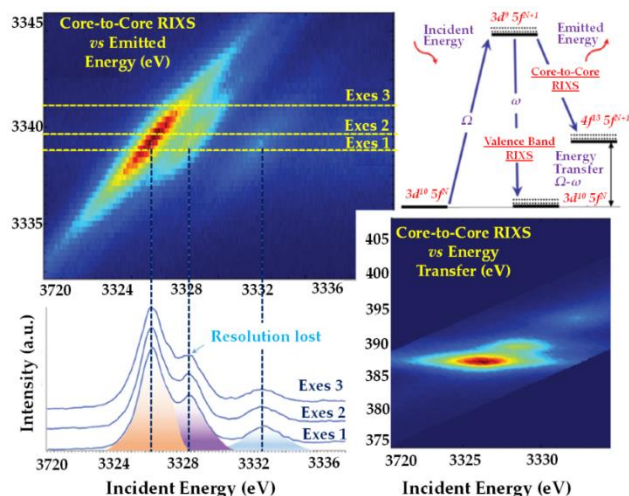 Core-to-Core RIXS
vs Emitted
Energy (eV)
3345
3340
3335
Exes 3
Exes 2
Exes 1
3720
3324
3328
3332
3336
Incident
Energy
3d⁹ 5fᴺ⁺¹
Emitted
Energy
Core-to-Core
RIXS
4f¹³ 5fᴺ⁺¹
Ω
ω
Valence Band
RIXS
Energy
Transfer
Ω-ω
3d¹⁰ 5fᴺ
3d¹⁰ 5fᴺ
Resolution lost
Exes 3
Exes 2
Exes 1
Intensity (a.u.)
3720
3324
3328
3332
3336
Incident Energy (eV)
Core-to-Core RIXS
vs Energy
Transfer (eV)
405
400
395
390
385
380
375
3720
3325
3330
Incident Energy (eV)